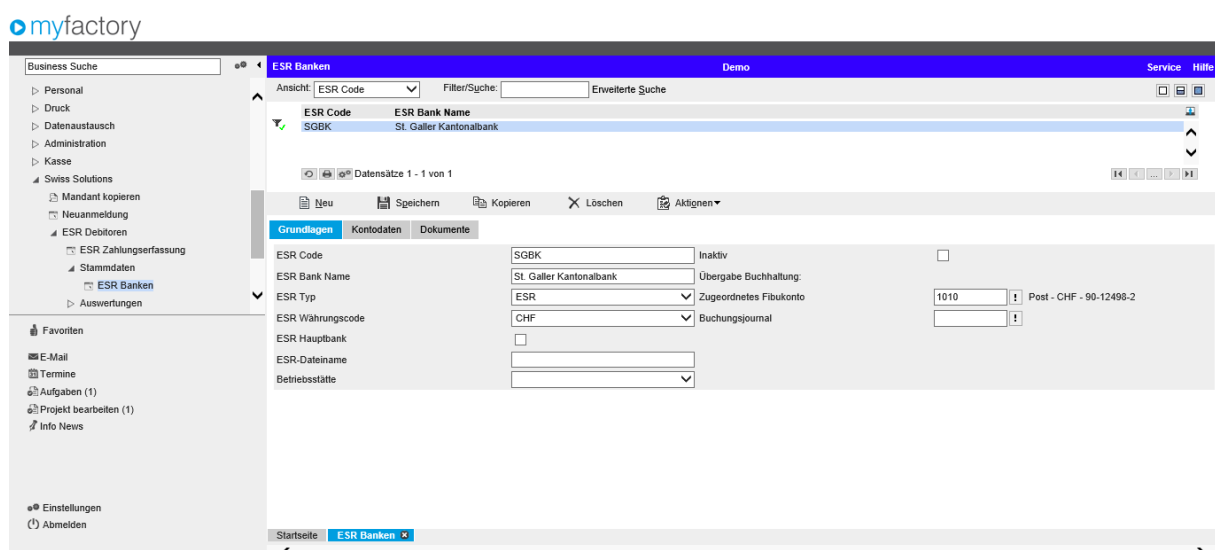 myfactory
Business Suche
ESR Banken Demo Service Hilfe
Personal
Druck
Datenaustausch
Administration
Kasse
Swiss Solutions
Mandant kopieren
Neuanmeldung
ESR Debitoren
ESR Zahlungserfassung
Stammdaten
ESR Banken
Auswertungen
Favoriten
E-Mail
Termine
Aufgaben (1)
Projekt bearbeiten (1)
Info News
Einstellungen
Abmelden
Ansicht: ESR Code Filter/Suche: Erweiterte Suche
ESR Code ESR Bank Name
SGBK St. Galler Kantonalbank
Datensätze 1 - 1 von 1 ...
Neu Speichern Kopieren Löschen Aktionen
Grundlagen Kontodaten Dokumente
ESR Code SGBK Inaktiv
ESR Bank Name St. Galler Kantonalbank Übergabe Buchhaltung:
ESR Typ ESR Zugeordnetes Fibukonto 1010 ! Post - CHF - 90-12498-2
ESR Währungscode CHF Buchungsjournal !
ESR Hauptbank
ESR-Dateiname
Betriebsstätte
Startseite ESR Banken